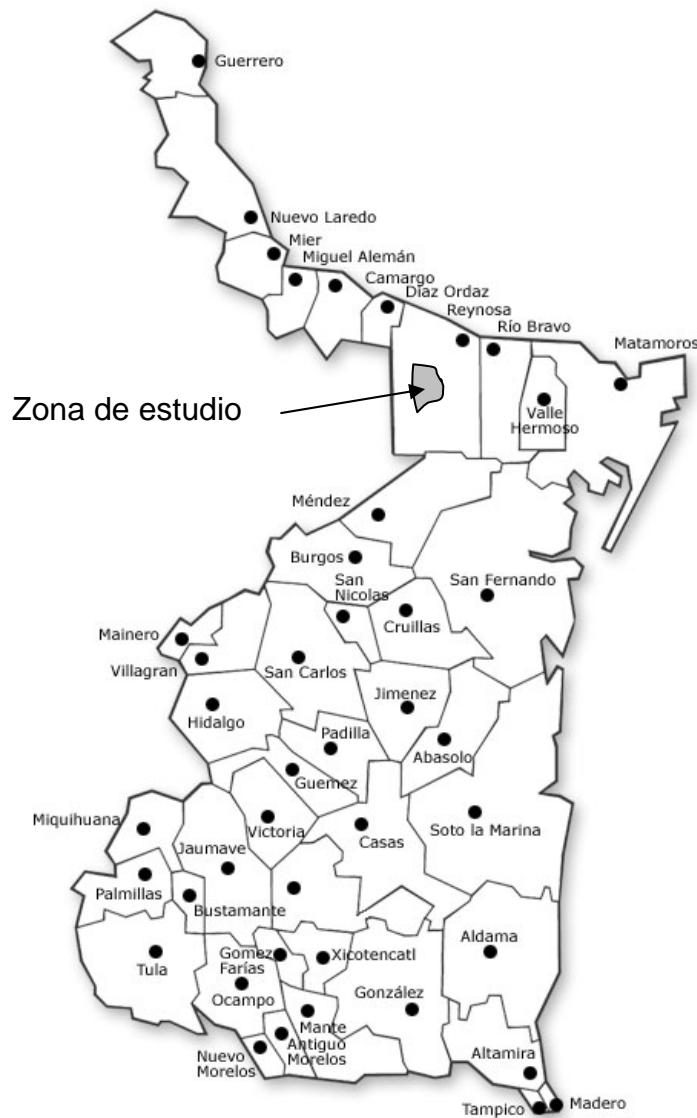 Guerrero
Nuevo Laredo
Mier
Miguel Alemán
Camargo
Díaz Ordaz
Reynosa
Río Bravo
Matamoros
Zona de estudio
Valle
Hermoso
Méndez
Burgos
San
Nicolas
San Fernando
Cruillas
Mainero
Villagran
San Carlos
Jimenez
Hidalgo
Padilla
Abasolo
Guemez
Miquihuana
Victoria
Casas
Soto la Marina
Jaumave
Palmillas
Bustamante
Tula
Gomez
Farías
Xicotencatl
Aldama
Ocampo
González
Mante
Antiguo
Morelos
Nuevo
Morelos
Altamira
Tampico
Madero